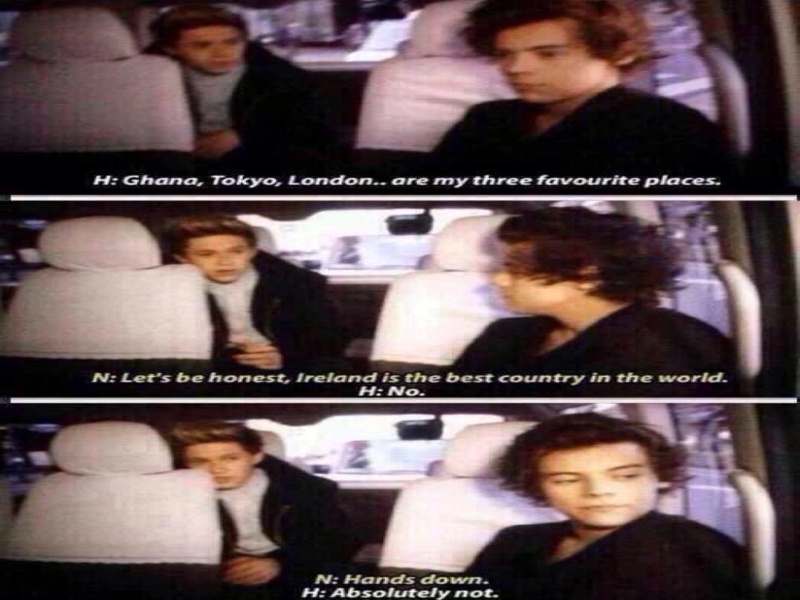 H: Ghana, Tokyo, London.. are my three favourite places.
N: Let's be honest, Ireland is the best country in the world.
H: No.
N: Hands down.
H: Absolutely not.